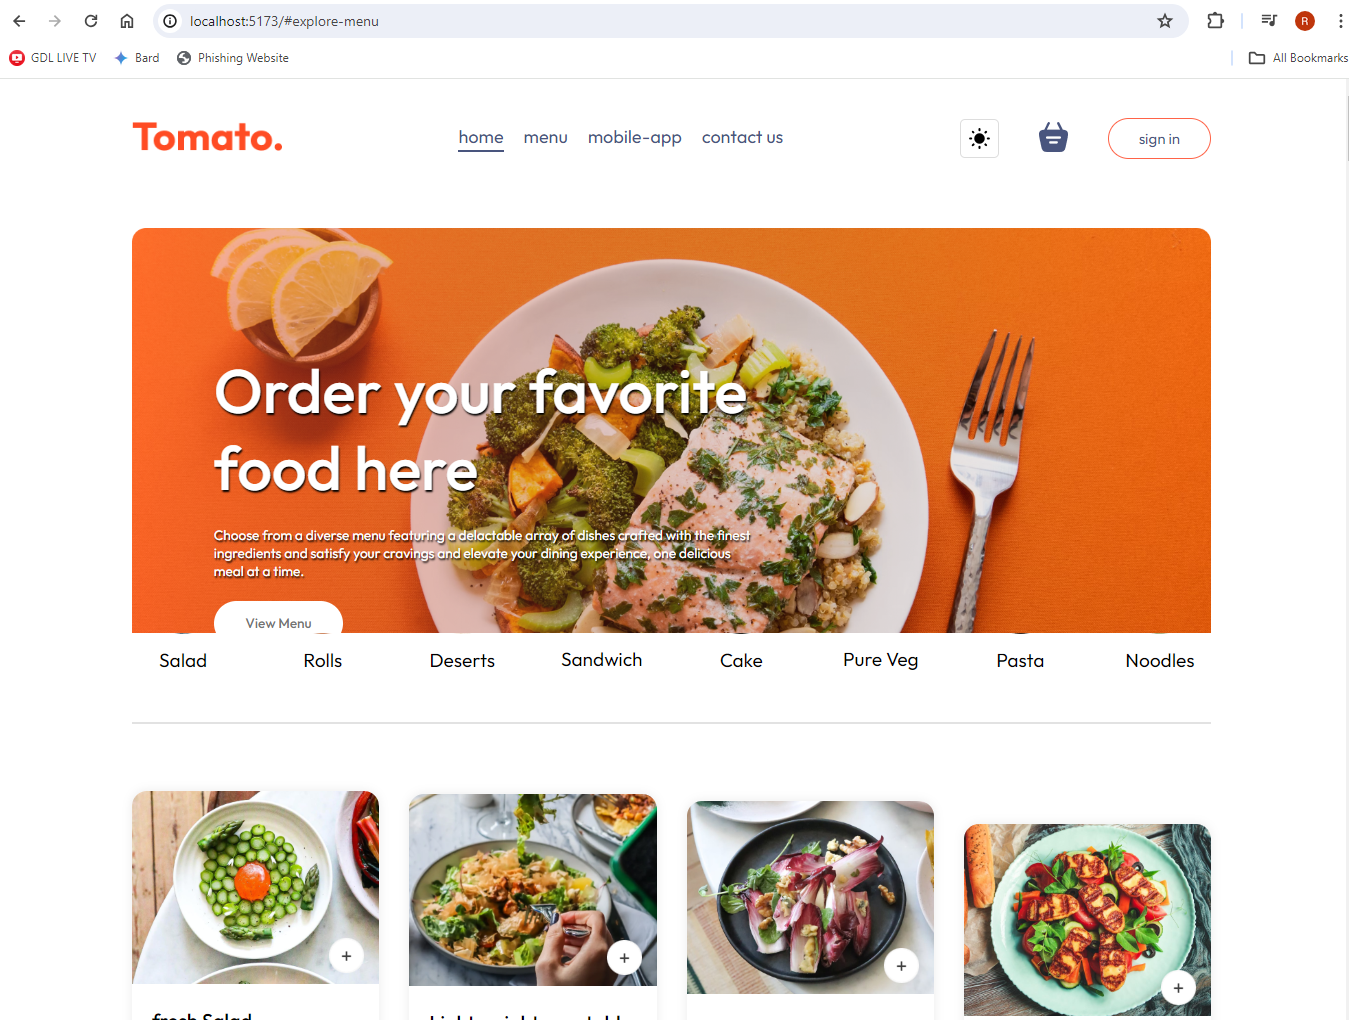 localhost:5173/#explore-menu
R
GDL LIVE TV
Bard
Phishing Website
All Bookmarks
Tomato.
home
menu
mobile-app
contact us
sign in
Order your favorite
food here
Choose from a diverse menu featuring a delactable array of dishes crafted with the finest
ingredients and satisfy your cravings and elevate your dining experience, one delicious
meal at a time.
View Menu
Salad
Rolls
Deserts
Sandwich
Cake
Pure Veg
Pasta
Noodles
fresh Salad